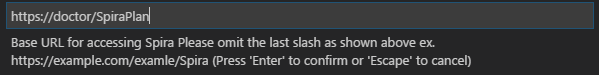 https://doctor/SpiraPlan
Base URL for accessing Spira Please omit the last slash as shown above ex.
https://example.com/examle/Spira (Press 'Enter' to confirm or 'Escape' to cancel)